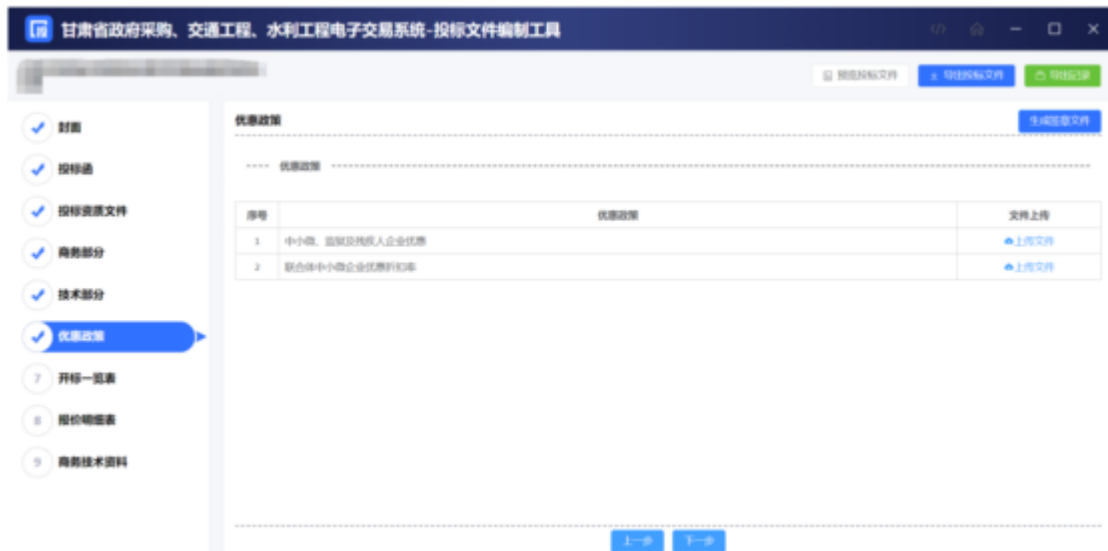 投 甘肃省政府采购、交通工程、水利工程电子交易系统-投标文件编制工具
预览投标文件 导出投标文件 导出记录
封面
投标函
投标资质文件
商务部分
技术部分
优惠政策
7 开标一览表
8 报价明细表
9 商务技术资料
优惠政策 生成签章文件
优惠政策
序号 优惠政策 文件上传
1 中小微、监狱及残疾人企业优惠 上传文件
2 联合体中小微企业优惠折扣率 上传文件
上一步 下一步